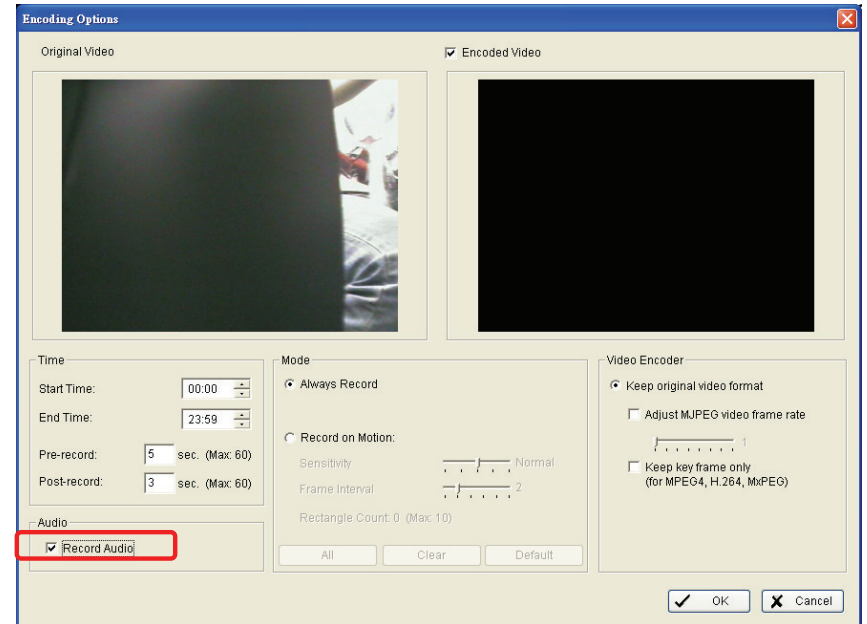 Encoding Options
Original Video
Encoded Video
Time
Start Time: 00:00
End Time: 23:59
Pre-record: 5 sec. (Max: 60)
Post-record: 3 sec. (Max: 60)
Audio
Record Audio
Mode
Always Record
Record on Motion:
Sensitivity Normal
Frame Interval 2
Rectangle Count: 0 (Max: 10)
All Clear Default
Video Encoder
Keep original video format
Adjust MJPEG video frame rate
1
Keep key frame only
(for MPEG4, H.264, MxPEG)
OK Cancel